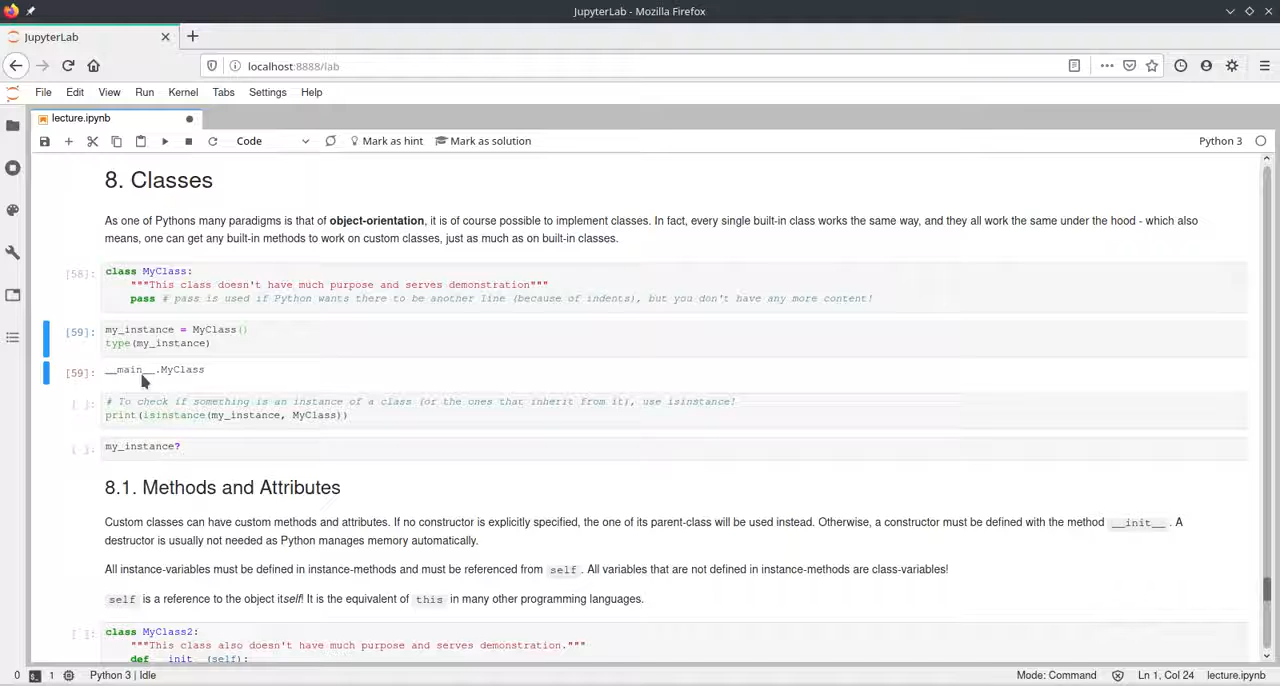 JupyterLab - Mozilla Firefox
JupyterLab
localhost:8888/lab
File Edit View Run Kernel Tabs Settings Help
lecture.ipynb
Code Mark as hint Mark as solution Python 3
8. Classes
As one of Pythons many paradigms is that of object-orientation, it is of course possible to implement classes. In fact, every single built-in class works the same way, and they all work the same under the hood - which also
means, one can get any built-in methods to work on custom classes, just as much as on built-in classes.
[58]: class MyClass:
"""This class doesn't have much purpose and serves demonstration"""
pass # pass is used if Python wants there to be another line (because of indents), but you don't have any more content!
[59]: my_instance = MyClass()
type(my_instance)
[59]: __main__.MyClass
[ ]: # To check if something is an instance of a class (or the ones that inherit from it), use isinstance!
print(isinstance(my_instance, MyClass))
[ ]: my_instance?
8.1. Methods and Attributes
Custom classes can have custom methods and attributes. If no constructor is explicitly specified, the one of its parent-class will be used instead. Otherwise, a constructor must be defined with the method __init__. A
destructor is usually not needed as Python manages memory automatically.
All instance-variables must be defined in instance-methods and must be referenced from self. All variables that are not defined in instance-methods are class-variables!
self is a reference to the object itself! It is the equivalent of this in many other programming languages.
[ ]: class MyClass2:
"""This class also doesn't have much purpose and serves demonstration."""
def __init__(self):
0 1 Python 3 | Idle Mode: Command Ln 1, Col 24 lecture.ipynb